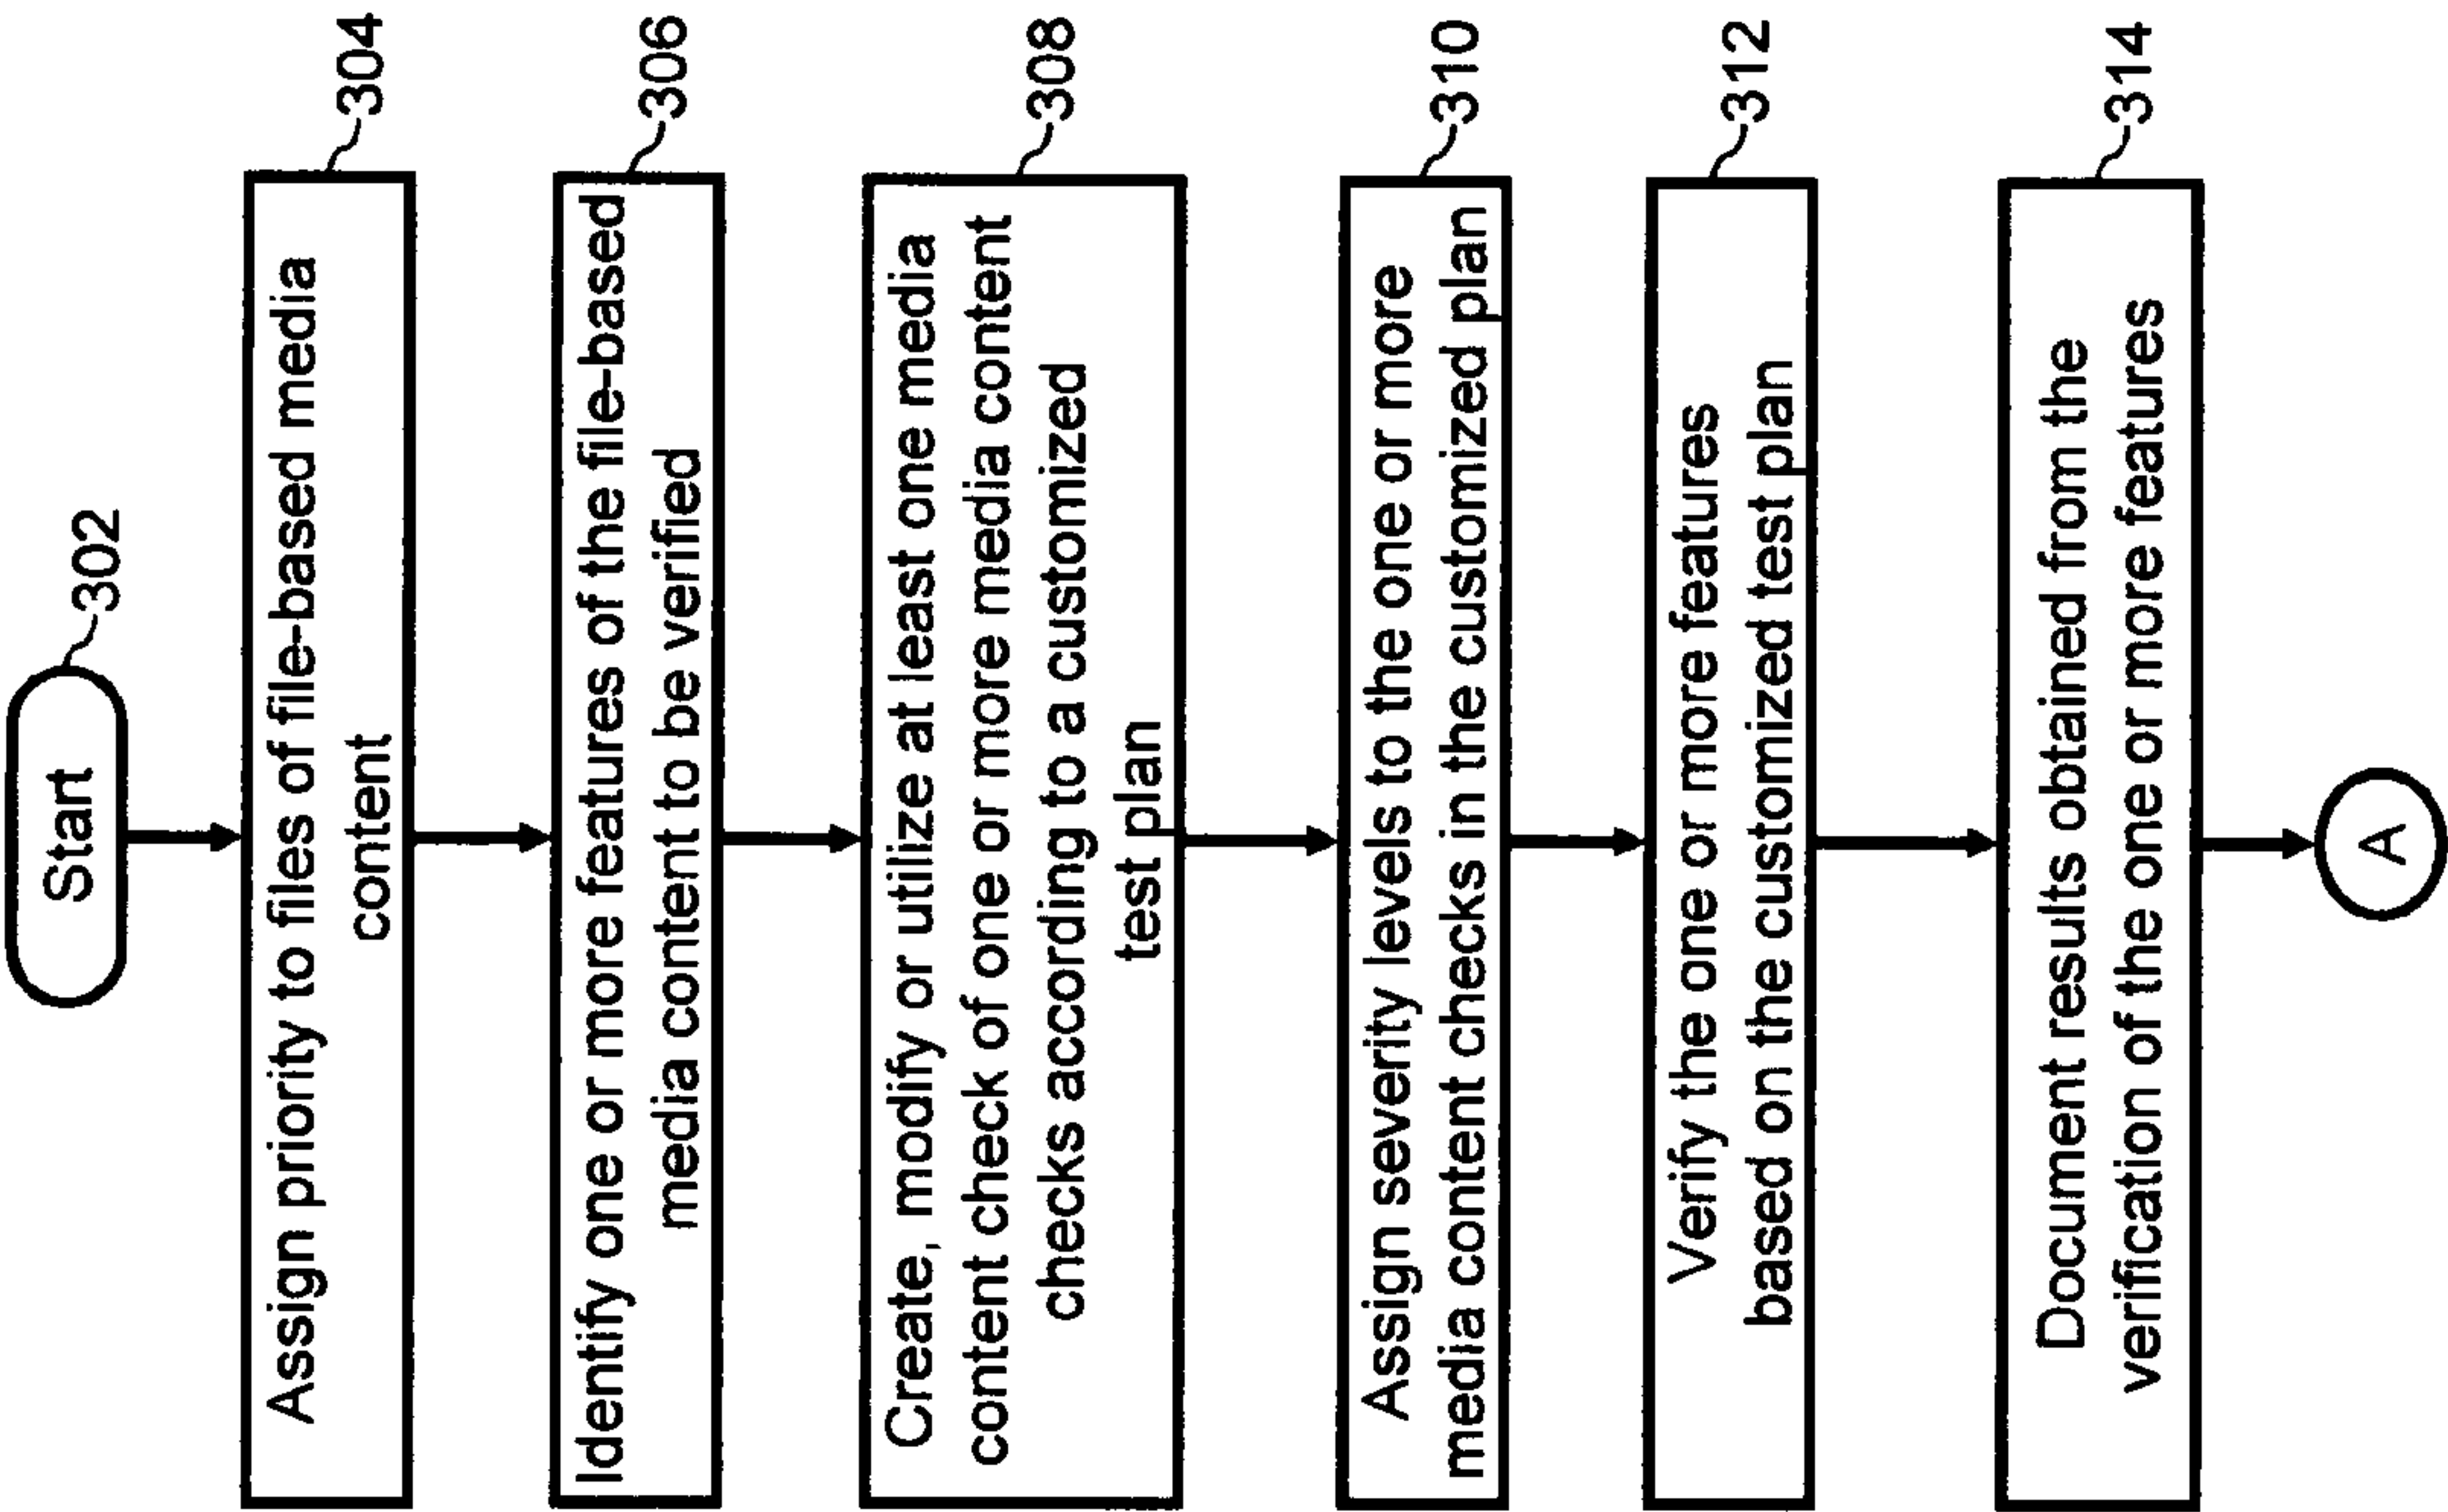 Start
302
Assign priority to files of file-based media
content
304
Identify one or more features of the file-based
media content to be verified
306
Create, modify or utilize at least one media
content check of one or more media content
checks according to a customized
test plan
308
Assign severity levels to the one or more
media content checks in the customized plan
310
Verify the one or more features
based on the customized test plan
312
Document results obtained from the
verification of the one or more features
314
A